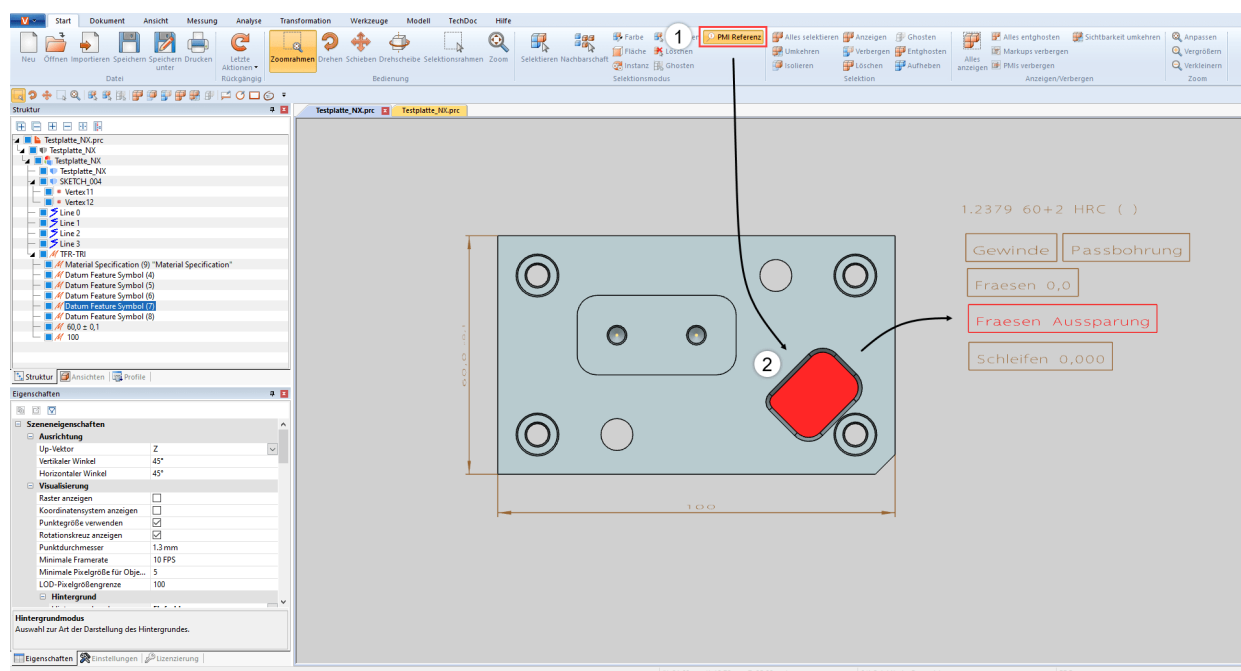 Start Dokument Ansicht Messung Analyse Transformation Werkzeuge Modell TechDoc Hilfe
Neu Öffnen Importieren Speichern Speichern unter Drucken
Datei
Letzte Aktionen
Rückgängig
Zoomrahmen Drehen Schieben Drehscheibe Selektionsrahmen Zoom
Bedienung
Selektieren Nachbarschaft
Farbe
Fläche Löschen
Instanz Ghosten
1
PMI Referenz
Selektionsmodus
Alles selektieren Anzeigen Ghosten
Umkehren Verbergen Entghosten
Isolieren Löschen Aufheben
Selektion
Alles anzeigen
Alles entghosten Sichtbarkeit umkehren
Markups verbergen
PMIs verbergen
Anzeigen/Verbergen
Anpassen
Vergrößern
Verkleinern
Zoom
Struktur
Testplatte_NX.prc
Testplatte_NX
Testplatte_NX
Testplatte_NX
SKETCH_004
Vertex11
Vertex12
Line 0
Line 1
Line 2
Line 3
TFR-TRI
Material Specification (9) "Material Specification"
Datum Feature Symbol (4)
Datum Feature Symbol (5)
Datum Feature Symbol (6)
Datum Feature Symbol (7)
Datum Feature Symbol (8)
60,0 ± 0,1
100
Struktur Ansichten Profile
Eigenschaften
Szeneneigenschaften
Ausrichtung
Up-Vektor Z
Vertikaler Winkel 45°
Horizontaler Winkel 45°
Visualisierung
Raster anzeigen
Koordinatensystem anzeigen
Punktegröße verwenden
Rotationskreuz anzeigen
Punktdurchmesser 1.3 mm
Minimale Framerate 10 FPS
Minimale Pixelgröße für Obje... 5
LOD-Pixelgrößengrenze 100
Hintergrund
Hintergrundmodus
Auswahl zur Art der Darstellung des Hintergrundes.
Eigenschaften Einstellungen Lizenzierung
Testplatte_NX.prc Testplatte_NX.prc
1.2379 60+2 HRC ( )
Gewinde Passbohrung
Fraesen 0,0
Fraesen Aussparung
Schleifen 0,000
2
100